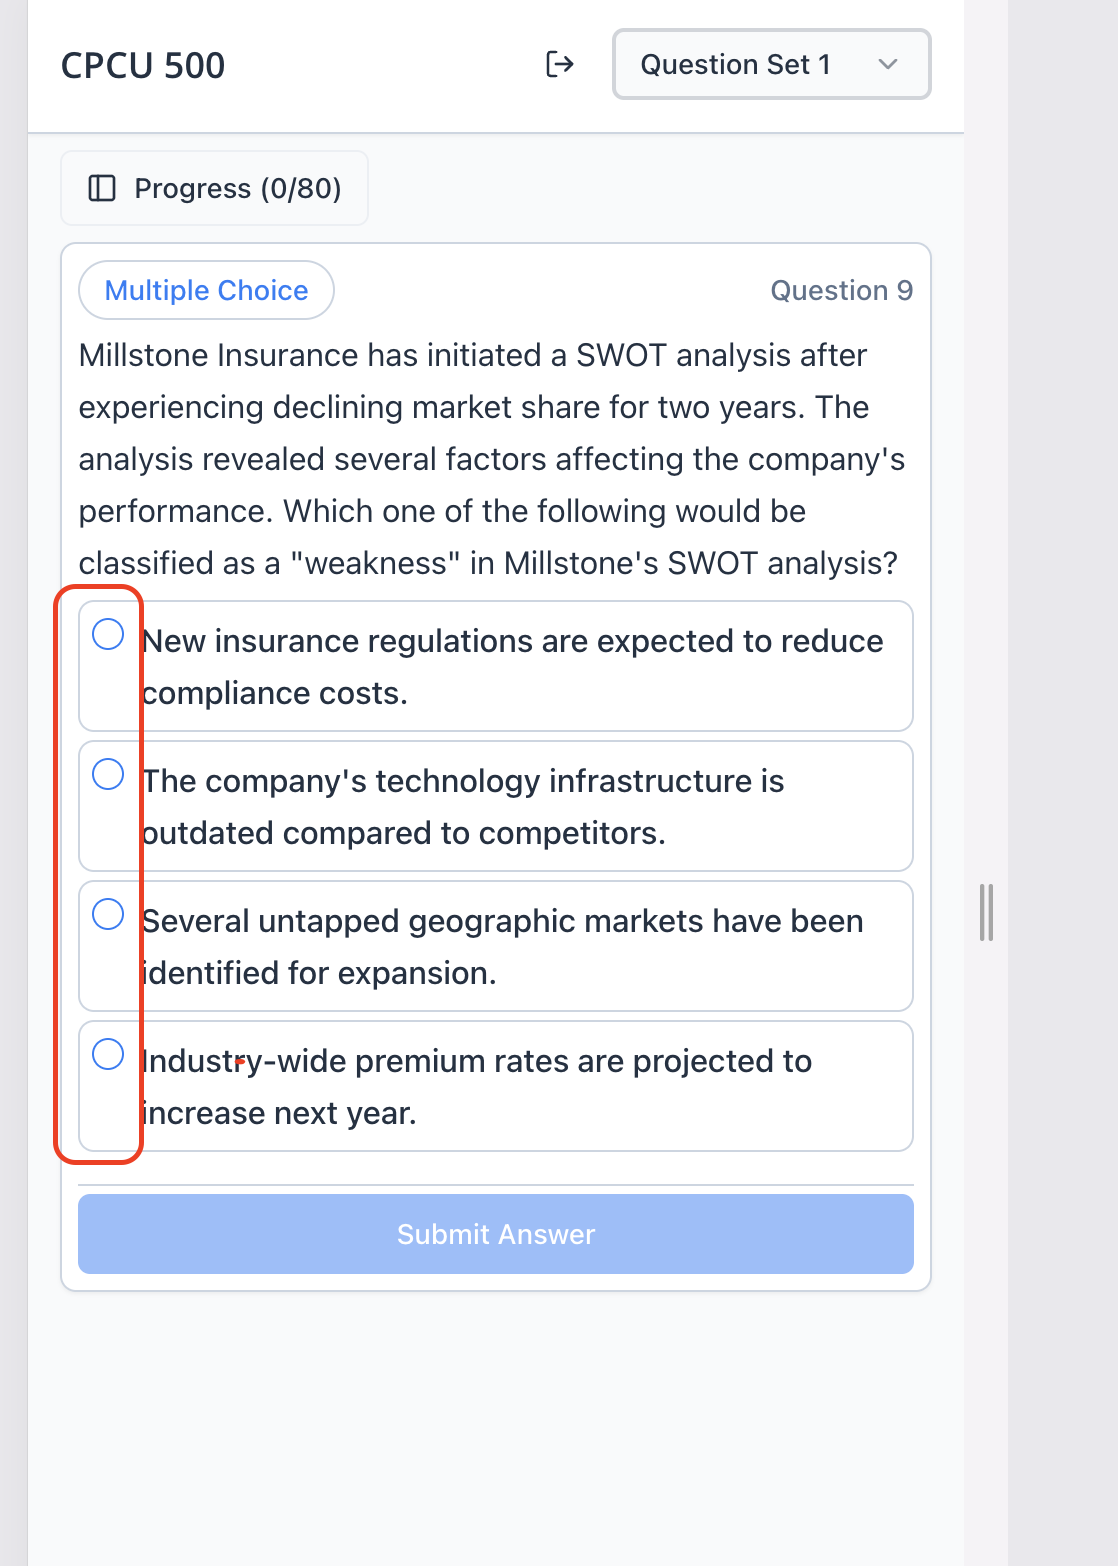 CPCU 500
Question Set 1
Progress (0/80)
Multiple Choice
Question 9
Millstone Insurance has initiated a SWOT analysis after
experiencing declining market share for two years. The
analysis revealed several factors affecting the company's
performance. Which one of the following would be
classified as a "weakness" in Millstone's SWOT analysis?
New insurance regulations are expected to reduce
compliance costs.
The company's technology infrastructure is
outdated compared to competitors.
Several untapped geographic markets have been
identified for expansion.
Industry-wide premium rates are projected to
increase next year.
Submit Answer